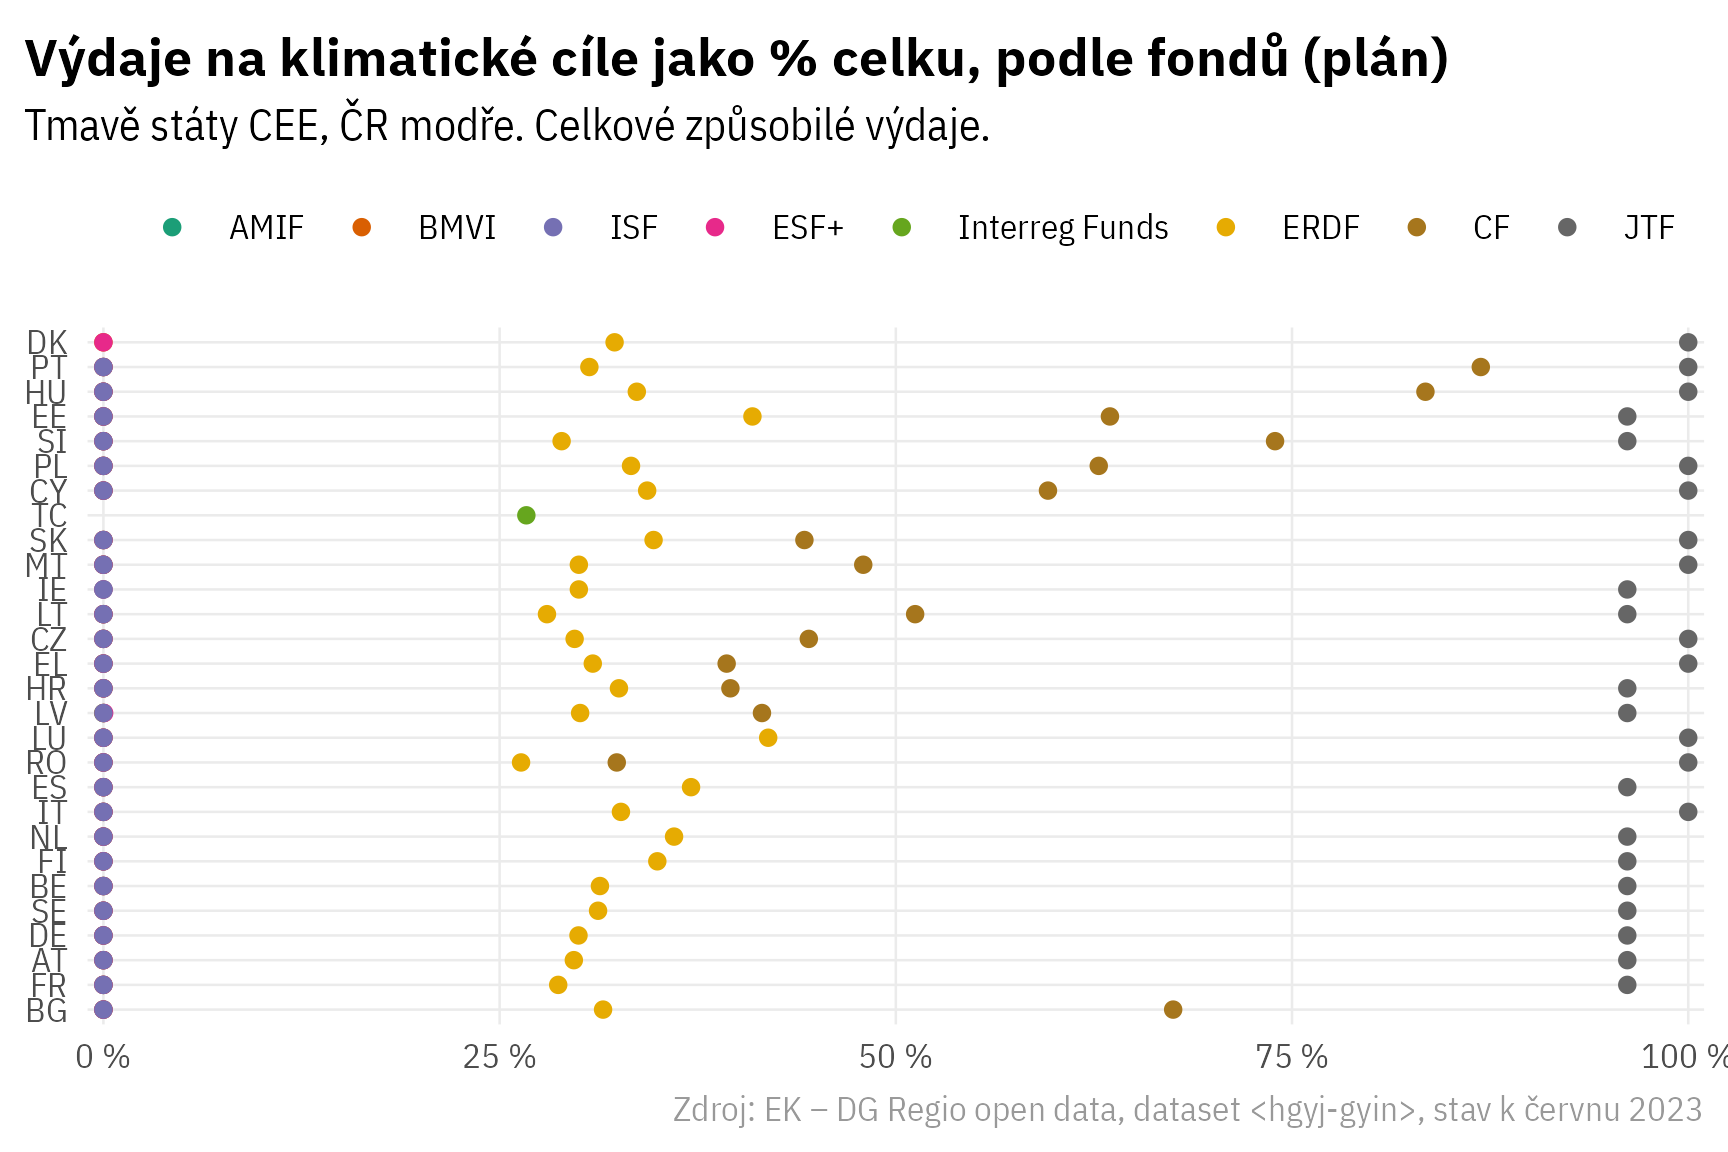 Výdaje na klimatické cíle jako % celku, podle fondů (plán)
Tmavě státy CEE, ČR modře. Celkové způsobilé výdaje.
AMIF BMVI ISF ESF+ Interreg Funds ERDF CF JTF
DK
PT
HU
EE
SI
PL
CY
TC
SK
MT
IE
LT
CZ
EL
HR
LV
LU
RO
ES
IT
NL
FI
BE
SE
DE
AT
FR
BG
0 % 25 % 50 % 75 % 100 %
Zdroj: EK – DG Regio open data, dataset <hgyj-gyin>, stav k červnu 2023